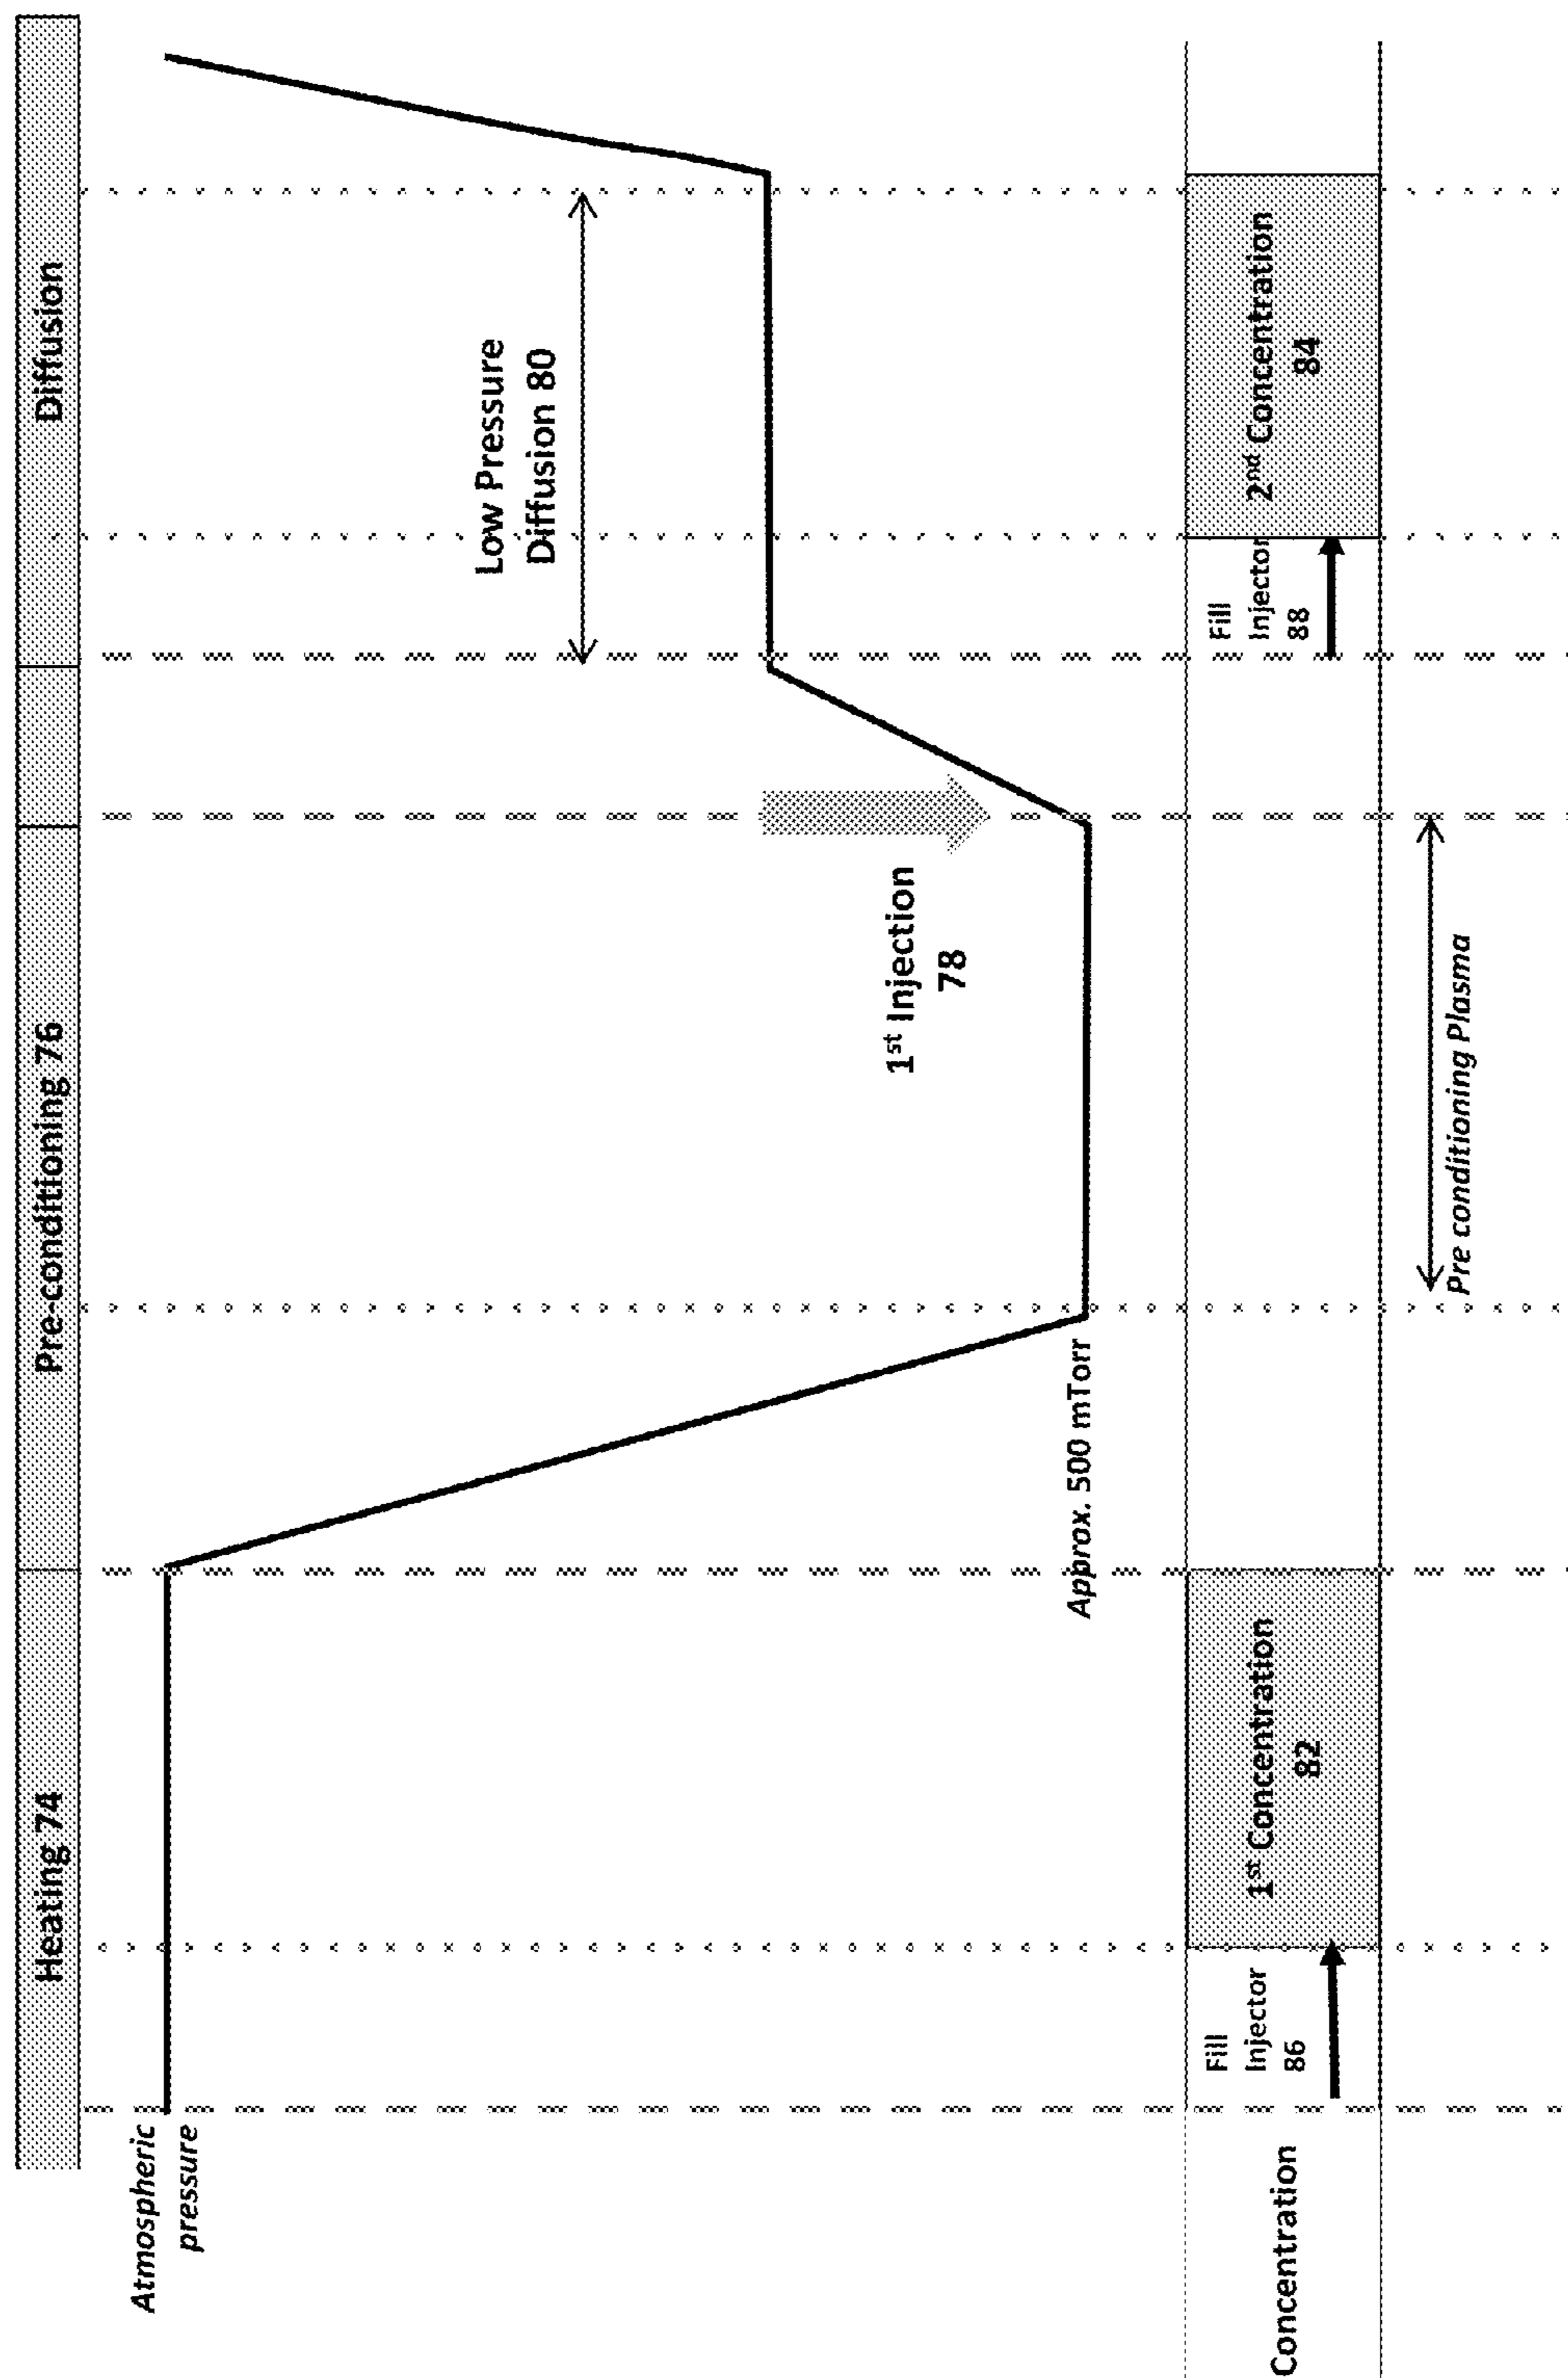 Heating 74
Pre-conditioning 76
Diffusion
Atmospheric
pressure
Low Pressure
Diffusion 80
1st Injection
78
Approx. 500 mTorr
Concentration
Fill
Injector
86
1st Concentration
82
Fill
Injector
88
2nd Concentration
84
Pre conditioning Plasma